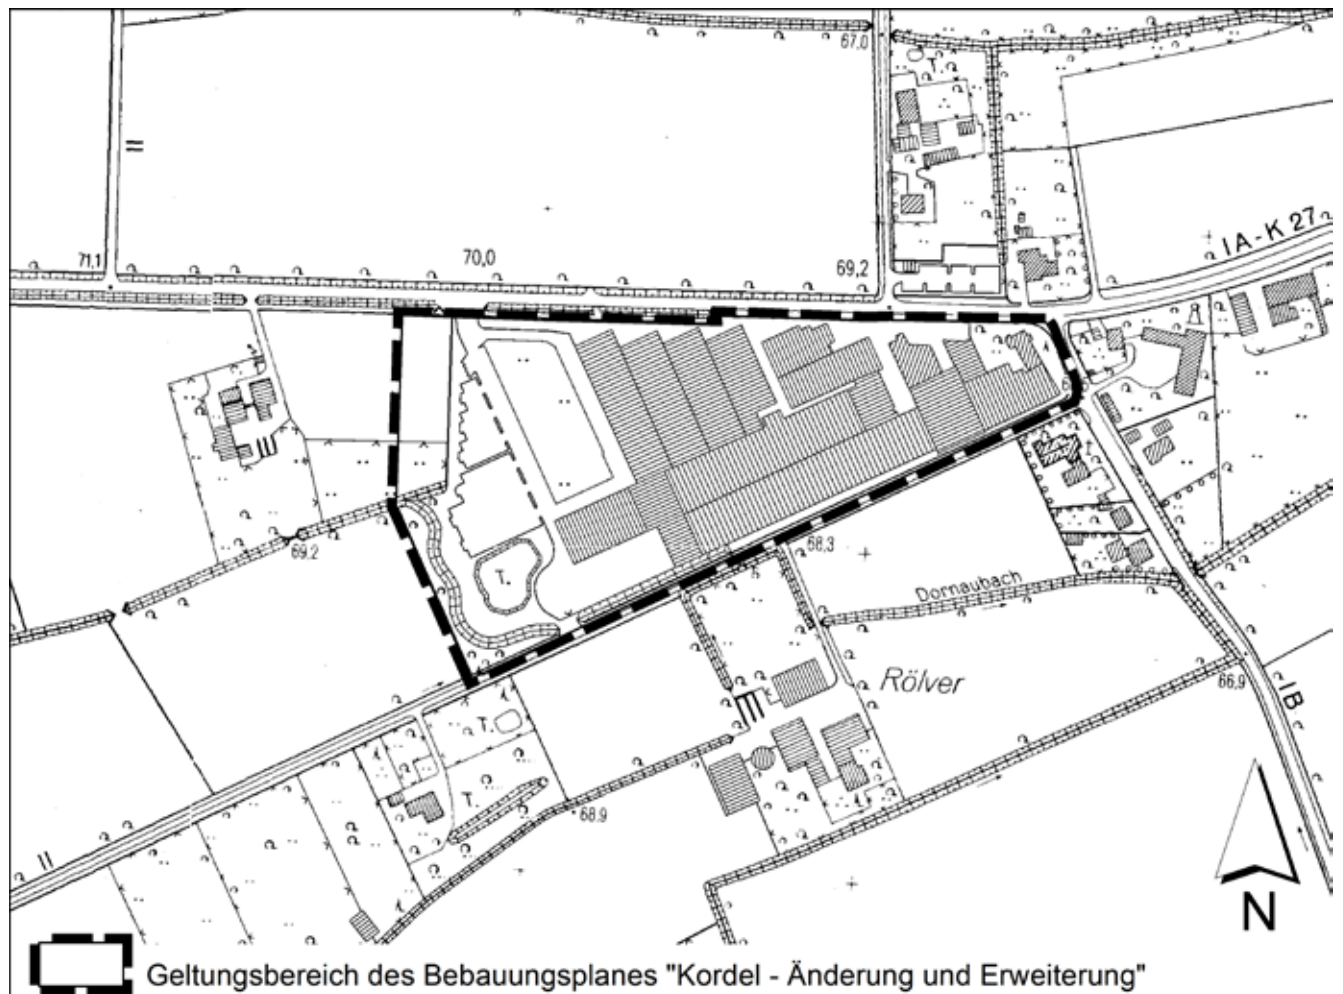 67,0
T.
IA - K 27
71,1
70,0
69,2
69,2
T.
68,3
Dornaubach
Rölver
66,9
IB
T.
T.
68,9
II
N
Geltungsbereich des Bebauungsplanes "Kordel - Änderung und Erweiterung"